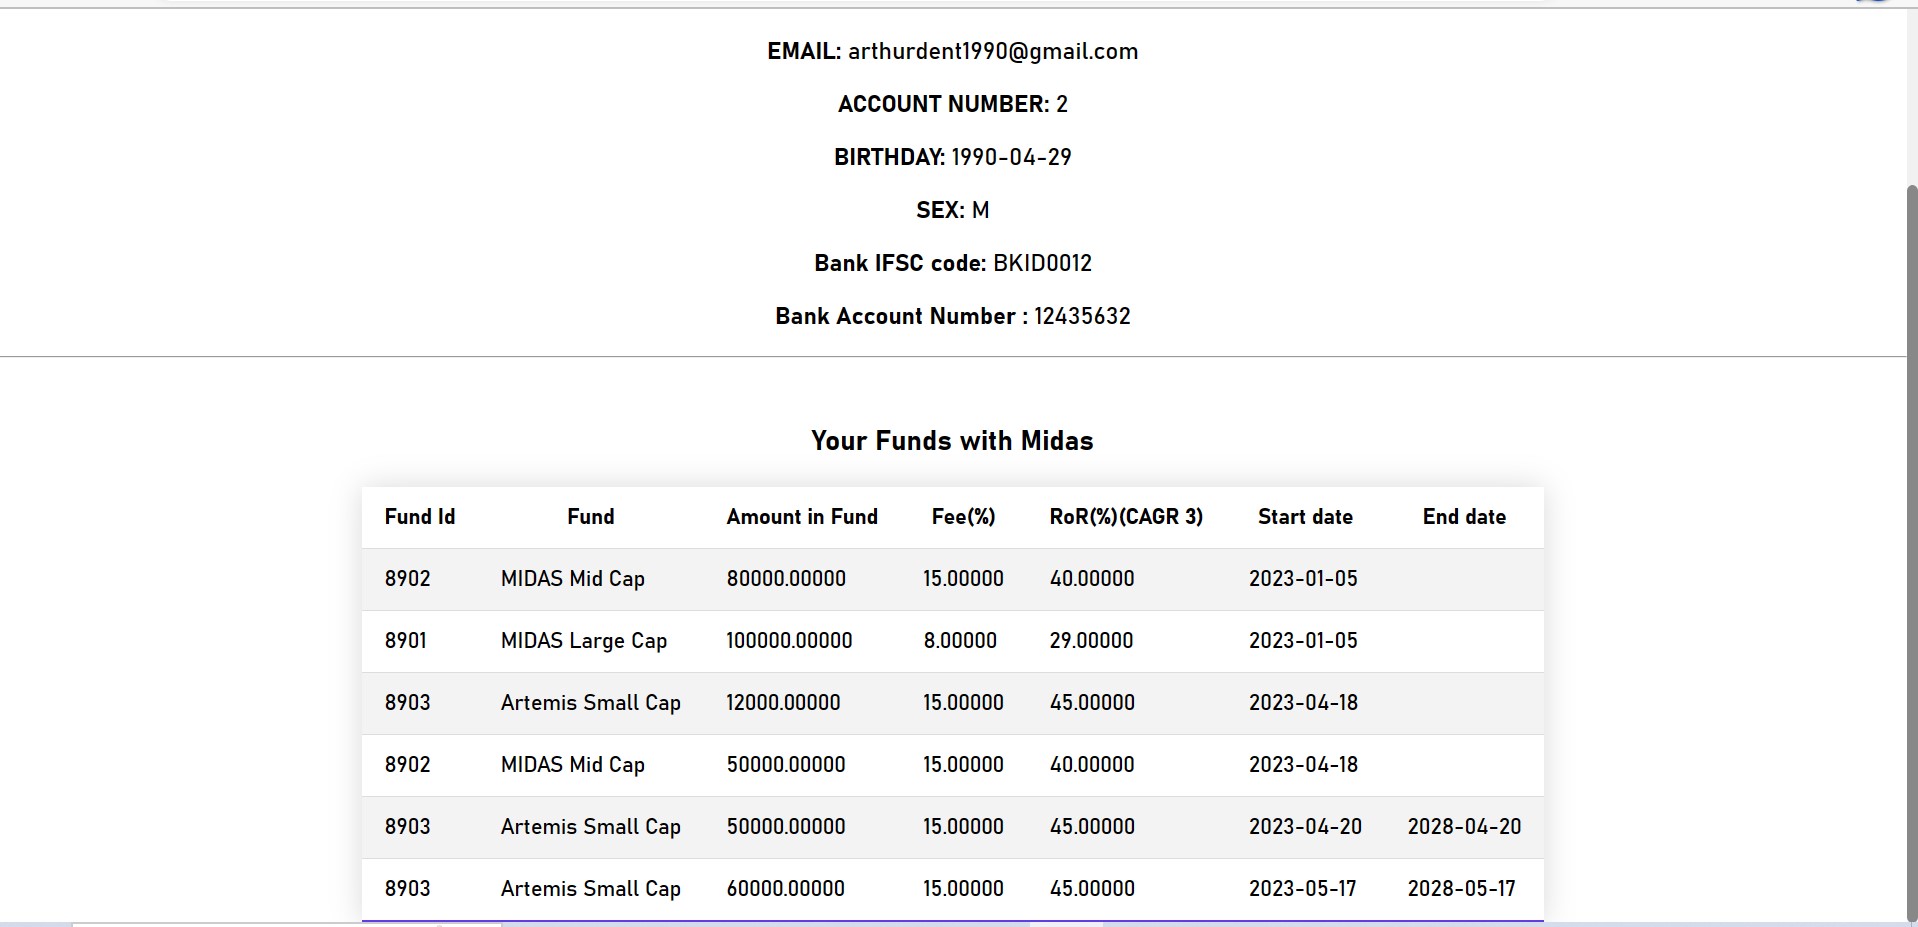 EMAIL: arthurdent1990@gmail.com
ACCOUNT NUMBER: 2
BIRTHDAY: 1990-04-29
SEX: M
Bank IFSC code: BKID0012
Bank Account Number : 12435632
Your Funds with Midas
Fund Id Fund Amount in Fund Fee(%) RoR(%)(CAGR 3) Start date End date
8902 MIDAS Mid Cap 80000.00000 15.00000 40.00000 2023-01-05
8901 MIDAS Large Cap 100000.00000 8.00000 29.00000 2023-01-05
8903 Artemis Small Cap 12000.00000 15.00000 45.00000 2023-04-18
8902 MIDAS Mid Cap 50000.00000 15.00000 40.00000 2023-04-18
8903 Artemis Small Cap 50000.00000 15.00000 45.00000 2023-04-20 2028-04-20
8903 Artemis Small Cap 60000.00000 15.00000 45.00000 2023-05-17 2028-05-17